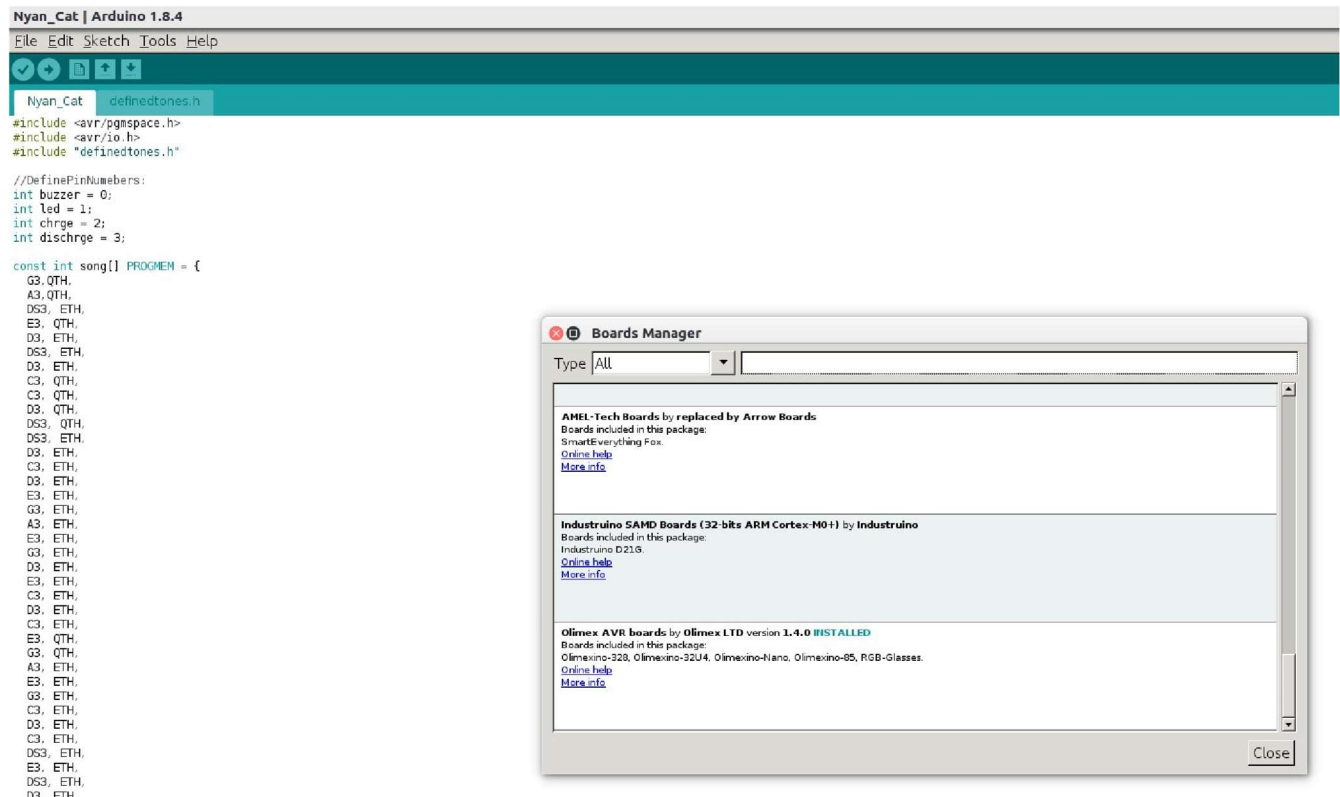 Nyan_Cat | Arduino 1.8.4
File Edit Sketch Tools Help
Nyan_Cat definedtones.h
#include <avr/pgmspace.h>
#include <avr/io.h>
#include "definedtones.h"
//DefinePinNumebers:
int buzzer = 0;
int led = 1;
int chrge = 2;
int dischrge = 3;
const int song[] PROGMEM = {
G3,QTH,
A3,QTH,
DS3, ETH,
E3, QTH,
D3, ETH,
DS3, ETH,
D3, ETH,
C3, QTH,
C3, QTH,
D3, QTH,
DS3, QTH,
DS3, ETH,
D3, ETH,
C3, ETH,
D3, ETH,
E3, ETH,
G3, ETH,
A3, ETH,
E3, ETH,
G3, ETH,
D3, ETH,
E3, ETH,
C3, ETH,
D3, ETH,
C3, ETH,
E3, QTH,
G3, QTH,
A3, ETH,
E3, ETH,
G3, ETH,
C3, ETH,
D3, ETH,
C3, ETH,
DS3, ETH,
E3, ETH,
DS3, ETH,
D3, ETH
Boards Manager
Type All
AMEL-Tech Boards by replaced by Arrow Boards
Boards included in this package:
SmartEverything Fox.
Online help
More info
Industruino SAMD Boards (32-bits ARM Cortex-M0+) by Industruino
Boards included in this package:
Industruino D21G.
Online help
More info
Olimex AVR boards by Olimex LTD version 1.4.0 INSTALLED
Boards included in this package:
Olimexino-328, Olimexino-32U4, Olimexino-Nano, Olimexino-85, RGB-Glasses.
Online help
More info
Close